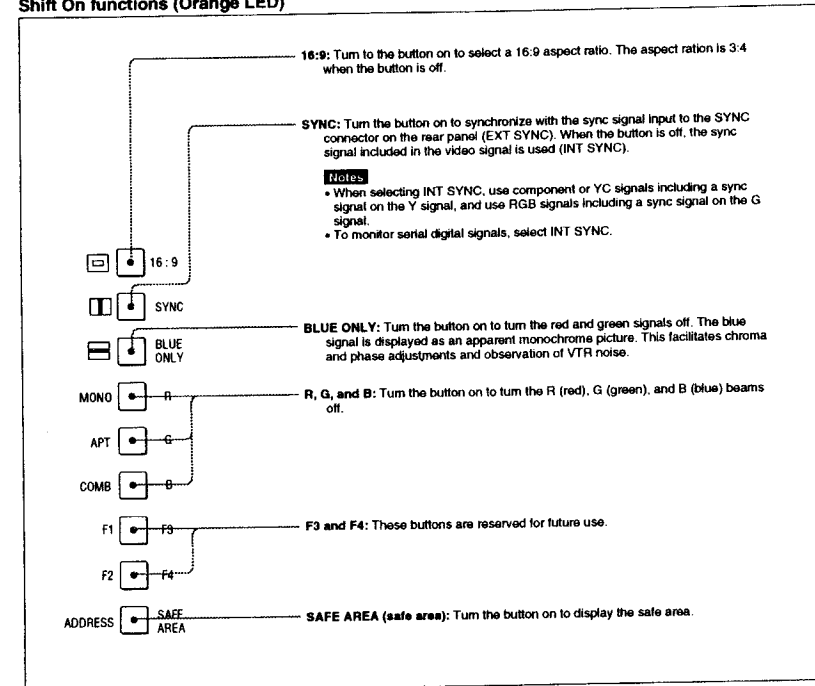 Shift On functions (Orange LED)
16:9: Turn to the button on to select a 16:9 aspect ratio. The aspect ration is 3:4
when the button is off.
SYNC: Turn the button on to synchronize with the sync signal input to the SYNC
connector on the rear panel (EXT SYNC). When the button is off, the sync
signal included in the video signal is used (INT SYNC).
Notes
• When selecting INT SYNC, use component or YC signals including a sync
signal on the Y signal, and use RGB signals including a sync signal on the G
signal.
• To monitor serial digital signals, select INT SYNC.
16 : 9
SYNC
BLUE
ONLY
BLUE ONLY: Turn the button on to turn the red and green signals off. The blue
signal is displayed as an apparent monochrome picture. This facilitates chroma
and phase adjustments and observation of VTR noise.
MONO R
R, G, and B: Turn the button on to turn the R (red), G (green), and B (blue) beams
off.
APT G
COMB B
F1 F3
F3 and F4: These buttons are reserved for future use.
F2 F4
ADDRESS SAFE
AREA
SAFE AREA (safe area): Turn the button on to display the safe area.